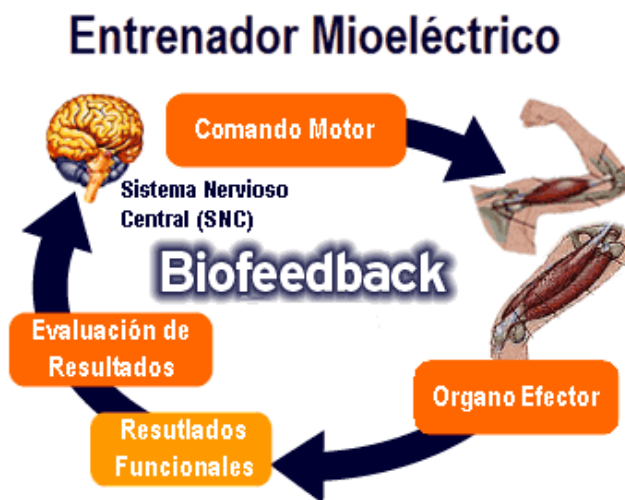 Entrenador Mioeléctrico
Comando Motor
Sistema Nervioso
Central (SNC)
Biofeedback
Evaluación de
Resultados
Organo Efector
Resutlados
Funcionales